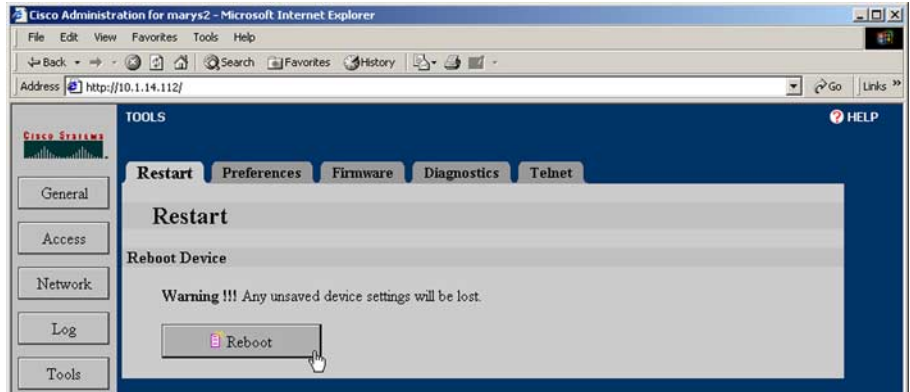 Cisco Administration for marys2 - Microsoft Internet Explorer
File Edit View Favorites Tools Help
Back Search Favorites History
Address http://10.1.14.112/ Go Links »
TOOLS HELP
CISCO SYSTEMS
Restart Preferences Firmware Diagnostics Telnet
General
Restart
Access
Reboot Device
Network
Warning !!! Any unsaved device settings will be lost.
Log
Reboot
Tools